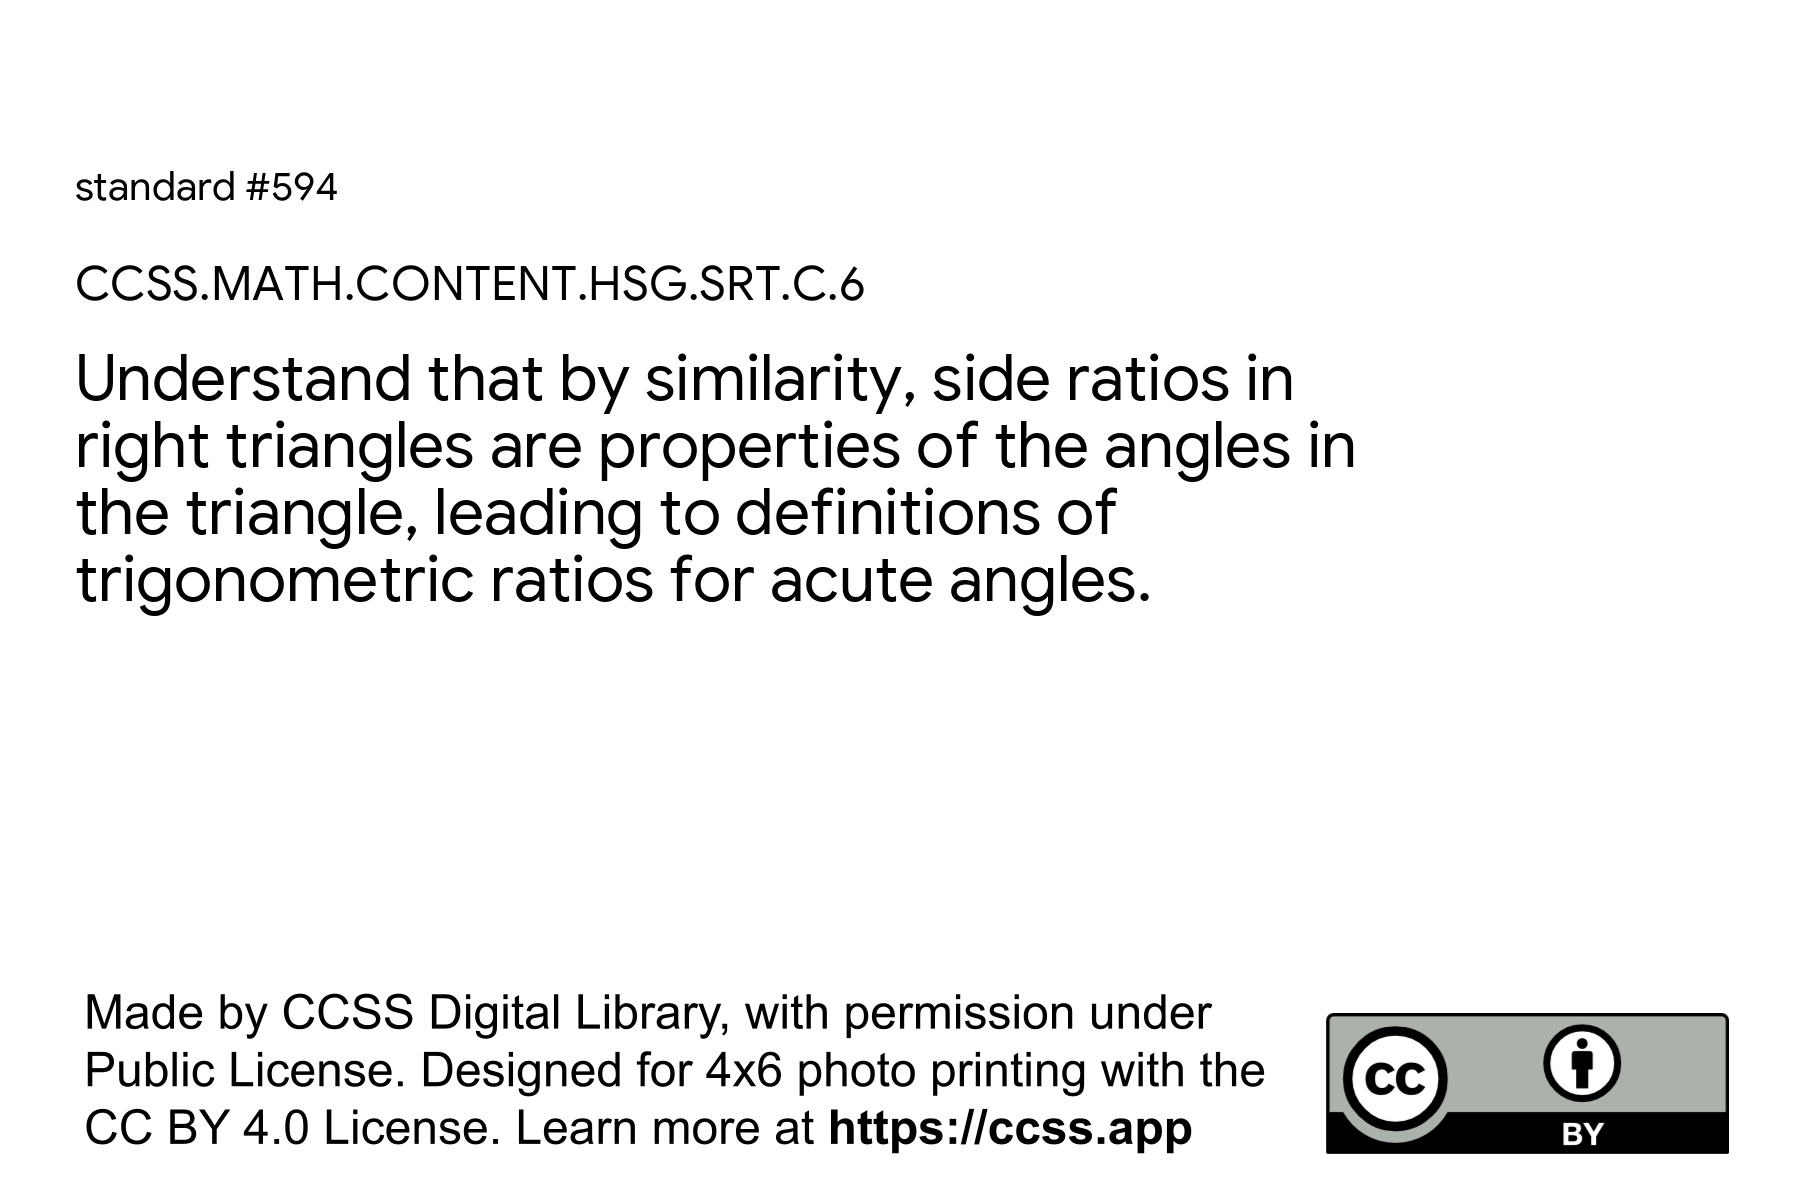 standard #594
CCSS.MATH.CONTENT.HSG.SRT.C.6
Understand that by similarity, side ratios in
right triangles are properties of the angles in
the triangle, leading to definitions of
trigonometric ratios for acute angles.
Made by CCSS Digital Library, with permission under
Public License. Designed for 4x6 photo printing with the
CC BY 4.0 License. Learn more at https://ccss.app
CC
BY